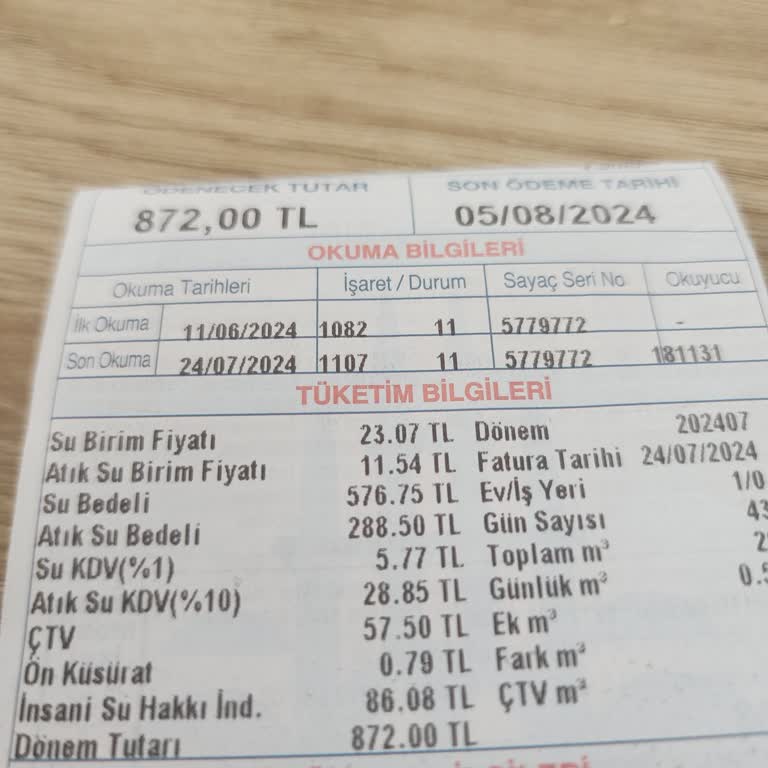 ÖDENECEK TUTAR SON ÖDEME TARİHİ
872,00 TL 05/08/2024
OKUMA BİLGİLERİ
Okuma Tarihleri İşaret / Durum Sayaç Seri No Okuyucu
İlk Okuma 11/06/2024 1082 11 5779772 -
Son Okuma 24/07/2024 1107 11 5779772 181131
TÜKETİM BİLGİLERİ
Su Birim Fiyatı 23.07 TL Dönem 202407
Atık Su Birim Fiyatı 11.54 TL Fatura Tarihi 24/07/2024
Su Bedeli 576.75 TL Ev/İş Yeri 1/0
Atık Su Bedeli 288.50 TL Gün Sayısı 43
Su KDV(%1) 5.77 TL Toplam m³
Atık Su KDV(%10) 28.85 TL Günlük m³
ÇTV 57.50 TL Ek m³
Ön Küsürat 0.79 TL Fark m³
İnsani Su Hakkı İnd. 86.08 TL ÇTV m³
Dönem Tutarı 872.00 TL